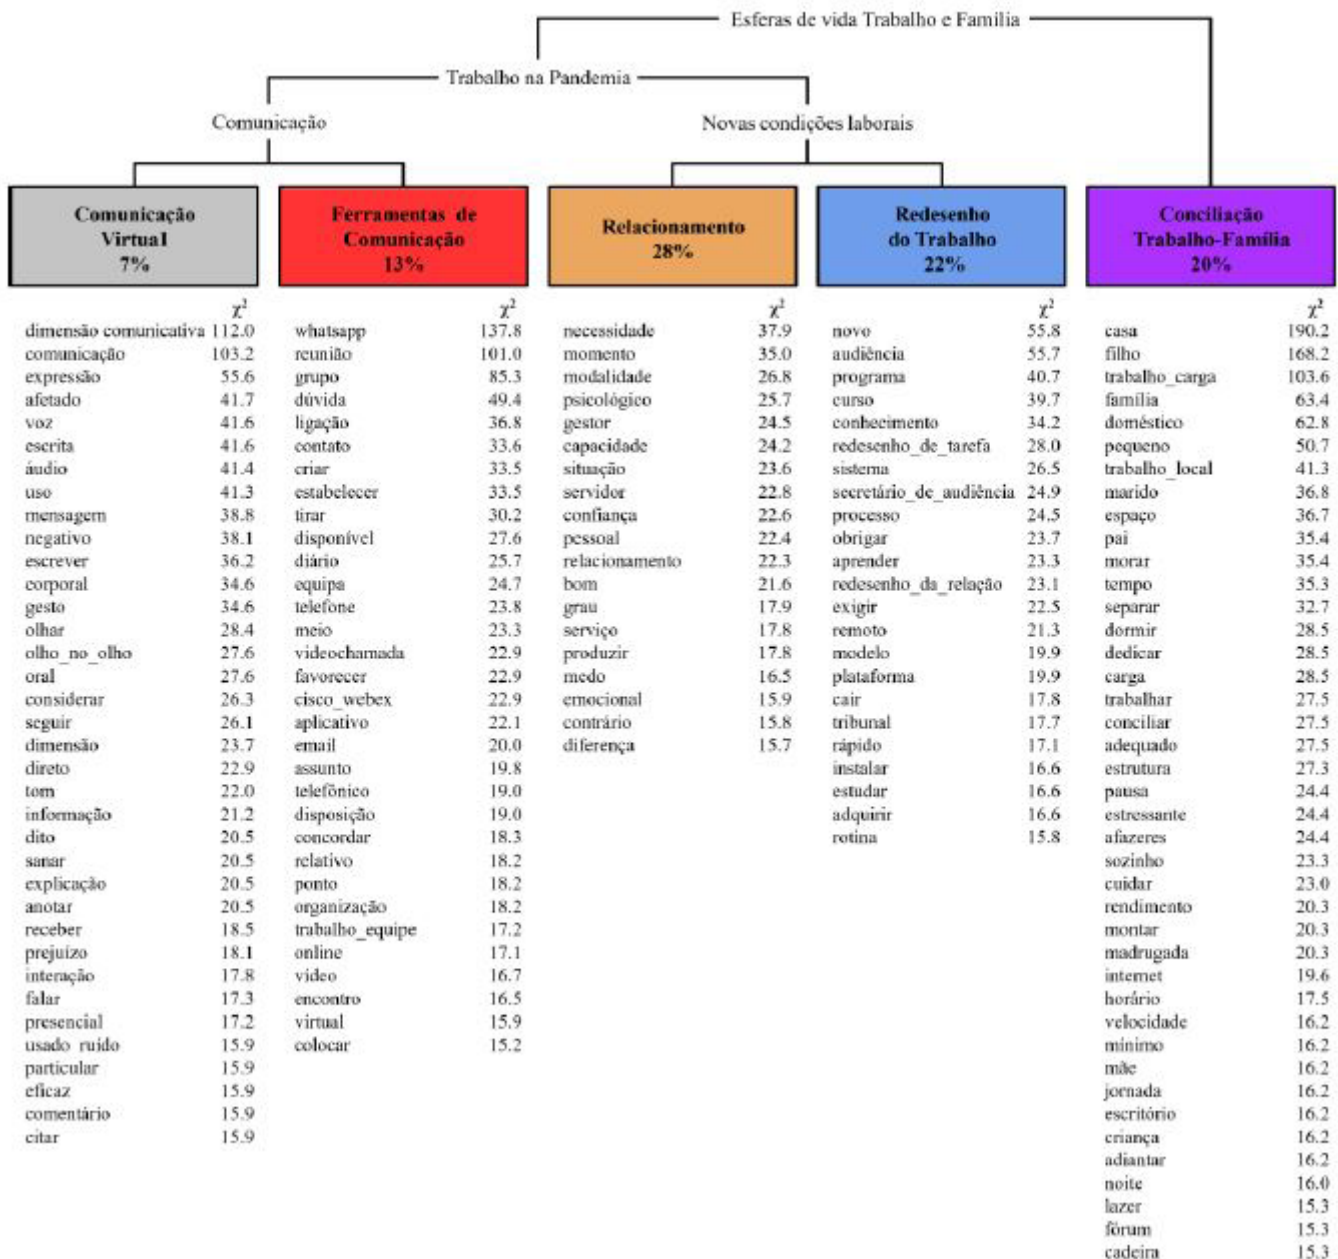 Esferas de vida Trabalho e Família
Trabalho na Pandemia
Comunicação
Novas condições laborais
Comunicação
Virtual
7%
χ²
dimensão comunicativa 112.0
comunicação 103.2
expressão 55.6
afetado 41.7
voz 41.6
escrita 41.6
áudio 41.4
uso 41.3
mensagem 38.8
negativo 38.1
escrever 36.2
corporal 34.6
gesto 34.6
olhar 28.4
olho_no_olho 27.6
oral 27.6
considerar 26.3
seguir 26.1
dimensão 23.7
direto 22.9
tom 22.0
informação 21.2
dito 20.5
sanar 20.5
explicação 20.5
anotar 20.5
receber 18.5
prejuízo 18.1
interação 17.8
falar 17.3
presencial 17.2
usado ruído 15.9
particular 15.9
eficaz 15.9
comentário 15.9
citar 15.9
Ferramentas de
Comunicação
13%
χ²
whatsapp 137.8
reunião 101.0
grupo 85.3
dúvida 49.4
ligação 36.8
contato 33.6
criar 33.5
estabelecer 33.5
tirar 30.2
disponível 27.6
diário 25.7
equipa 24.7
telefone 23.8
meio 23.3
videochamada 22.9
favorecer 22.9
cisco_webex 22.9
aplicativo 22.1
email 20.0
assunto 19.8
telefônico 19.0
disposição 19.0
concordar 18.3
relativo 18.2
ponto 18.2
organização 18.2
trabalho_equipe 17.2
online 17.1
vídeo 16.7
encontro 16.5
virtual 15.9
colocar 15.2
Relacionamento
28%
χ²
necessidade 37.9
momento 35.0
modalidade 26.8
psicológico 25.7
gestor 24.5
capacidade 24.2
situação 23.6
servidor 22.8
confiança 22.6
pessoal 22.4
relacionamento 22.3
bom 21.6
grau 17.9
serviço 17.8
produzir 17.8
medo 16.5
emocional 15.9
contrário 15.8
diferença 15.7
Redesenho
do Trabalho
22%
χ²
novo 55.8
audiência 55.7
programa 40.7
curso 39.7
conhecimento 34.2
redesenho_de_tarefa 28.0
sistema 26.5
secretário_de_audiência 24.9
processo 24.5
obrigar 23.7
aprender 23.3
redesenho_da_relação 23.1
exigir 22.5
remoto 21.3
modelo 19.9
plataforma 19.9
cair 17.8
tribunal 17.7
rápido 17.1
instalar 16.6
estudar 16.6
adquirir 16.6
rotina 15.8
Conciliação
Trabalho-Família
20%
χ²
casa 190.2
filho 168.2
trabalho_carga 103.6
família 63.4
doméstico 62.8
pequeno 50.7
trabalho_local 41.3
marido 36.8
espaço 36.7
pai 35.4
morar 35.4
tempo 35.3
separar 32.7
dormir 28.5
dedicar 28.5
carga 28.5
trabalhar 27.5
conciliar 27.5
adequado 27.5
estrutura 27.3
pausa 24.4
estressante 24.4
afazeres 24.4
sozinho 23.3
cuidar 23.0
rendimento 20.3
montar 20.3
madrugada 20.3
internet 19.6
horário 17.5
velocidade 16.2
mínimo 16.2
mãe 16.2
jornada 16.2
escritório 16.2
criança 16.2
adiantar 16.2
noite 16.0
lazer 15.3
fórum 15.3
cadeira 15.3